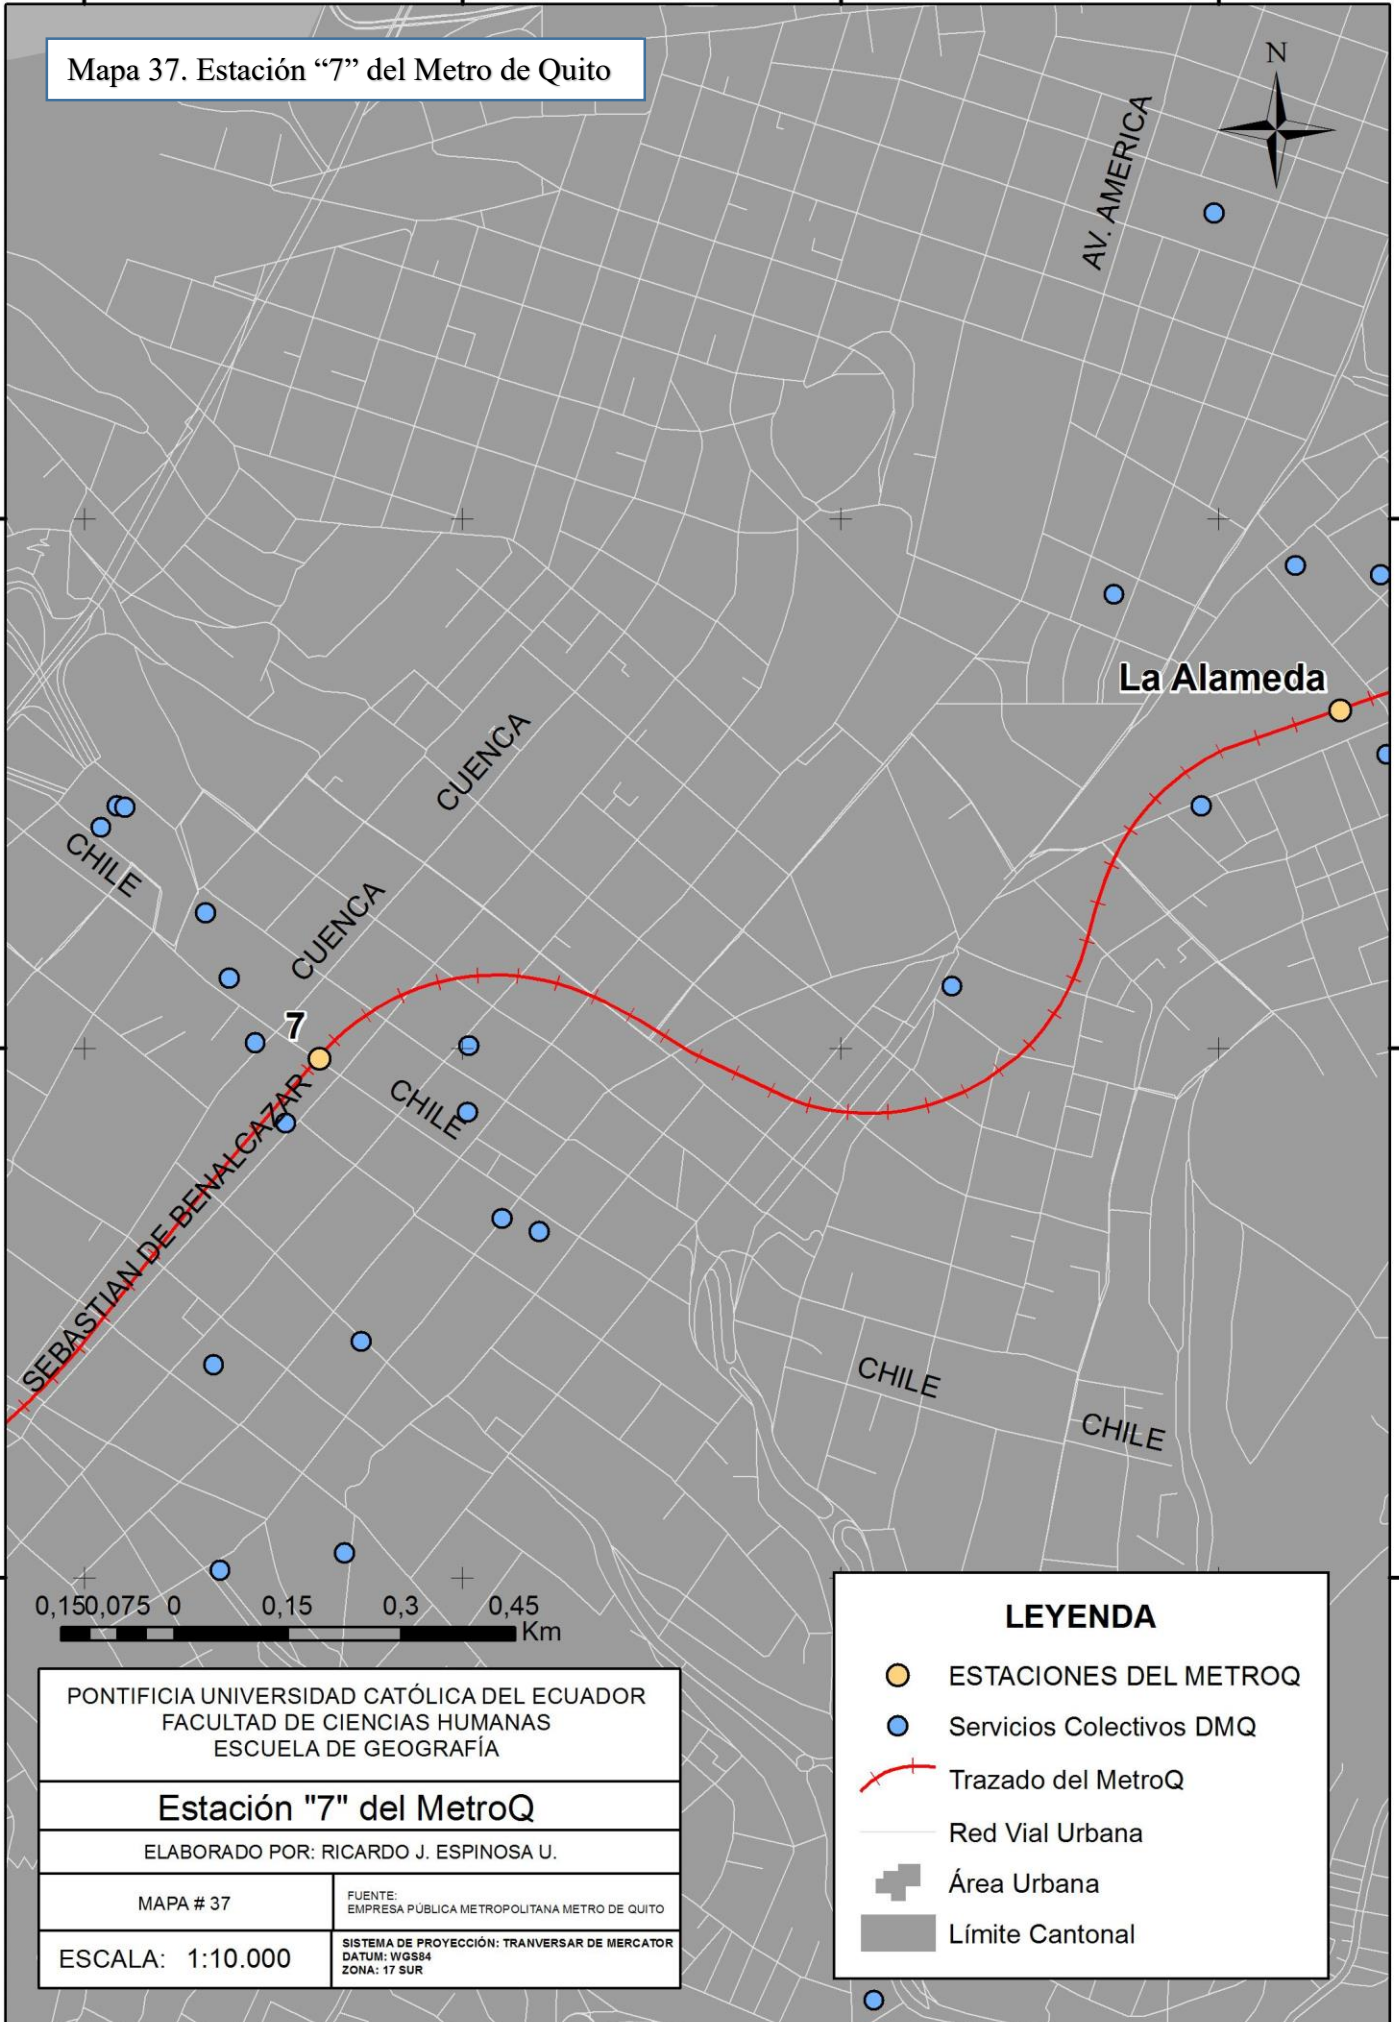 Mapa 37. Estación “7” del Metro de Quito
N
AV. AMERICA
La Alameda
CUENCA
CHILE
CUENCA
7
CHILE
SEBASTIAN DE BENALCAZAR
CHILE
CHILE
0,150,075 0 0,15 0,3 0,45
Km
PONTIFICIA UNIVERSIDAD CATÓLICA DEL ECUADOR
FACULTAD DE CIENCIAS HUMANAS
ESCUELA DE GEOGRAFÍA
Estación "7" del MetroQ
ELABORADO POR: RICARDO J. ESPINOSA U.
MAPA # 37
FUENTE:
EMPRESA PÚBLICA METROPOLITANA METRO DE QUITO
ESCALA: 1:10.000
SISTEMA DE PROYECCIÓN: TRANVERSAR DE MERCATOR
DATUM: WGS84
ZONA: 17 SUR
LEYENDA
ESTACIONES DEL METROQ
Servicios Colectivos DMQ
Trazado del MetroQ
Red Vial Urbana
Área Urbana
Límite Cantonal